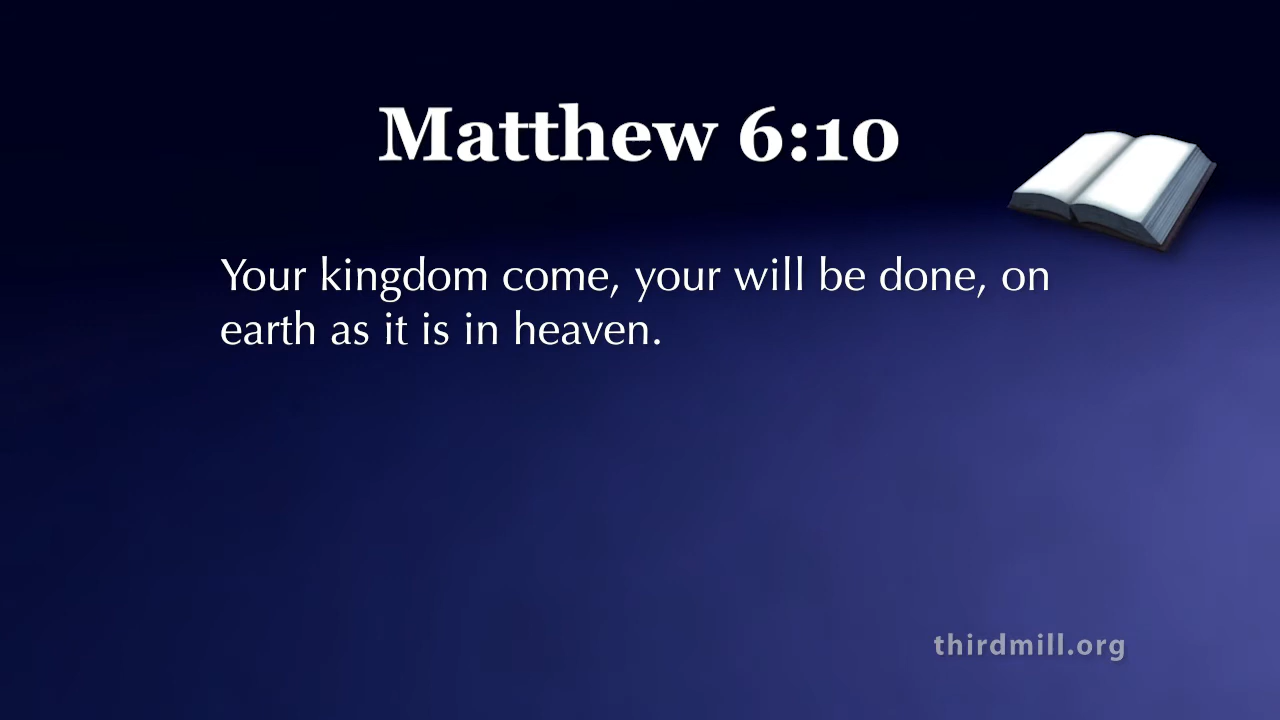 Matthew 6:10
Your kingdom come, your will be done, on
earth as it is in heaven.
thirdmill.org